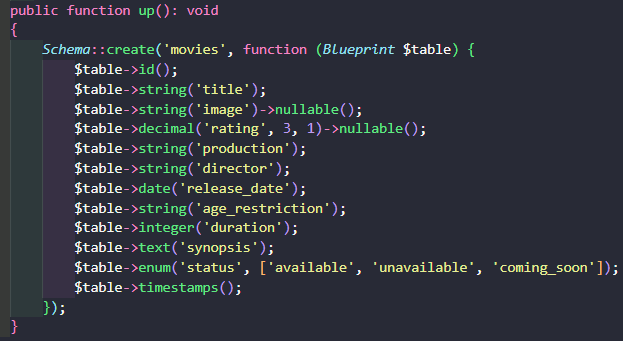 public function up(): void
{
    Schema::create('movies', function (Blueprint $table) {
        $table->id();
        $table->string('title');
        $table->string('image')->nullable();
        $table->decimal('rating', 3, 1)->nullable();
        $table->string('production');
        $table->string('director');
        $table->date('release_date');
        $table->string('age_restriction');
        $table->integer('duration');
        $table->text('synopsis');
        $table->enum('status', ['available', 'unavailable', 'coming_soon']);
        $table->timestamps();
    });
}